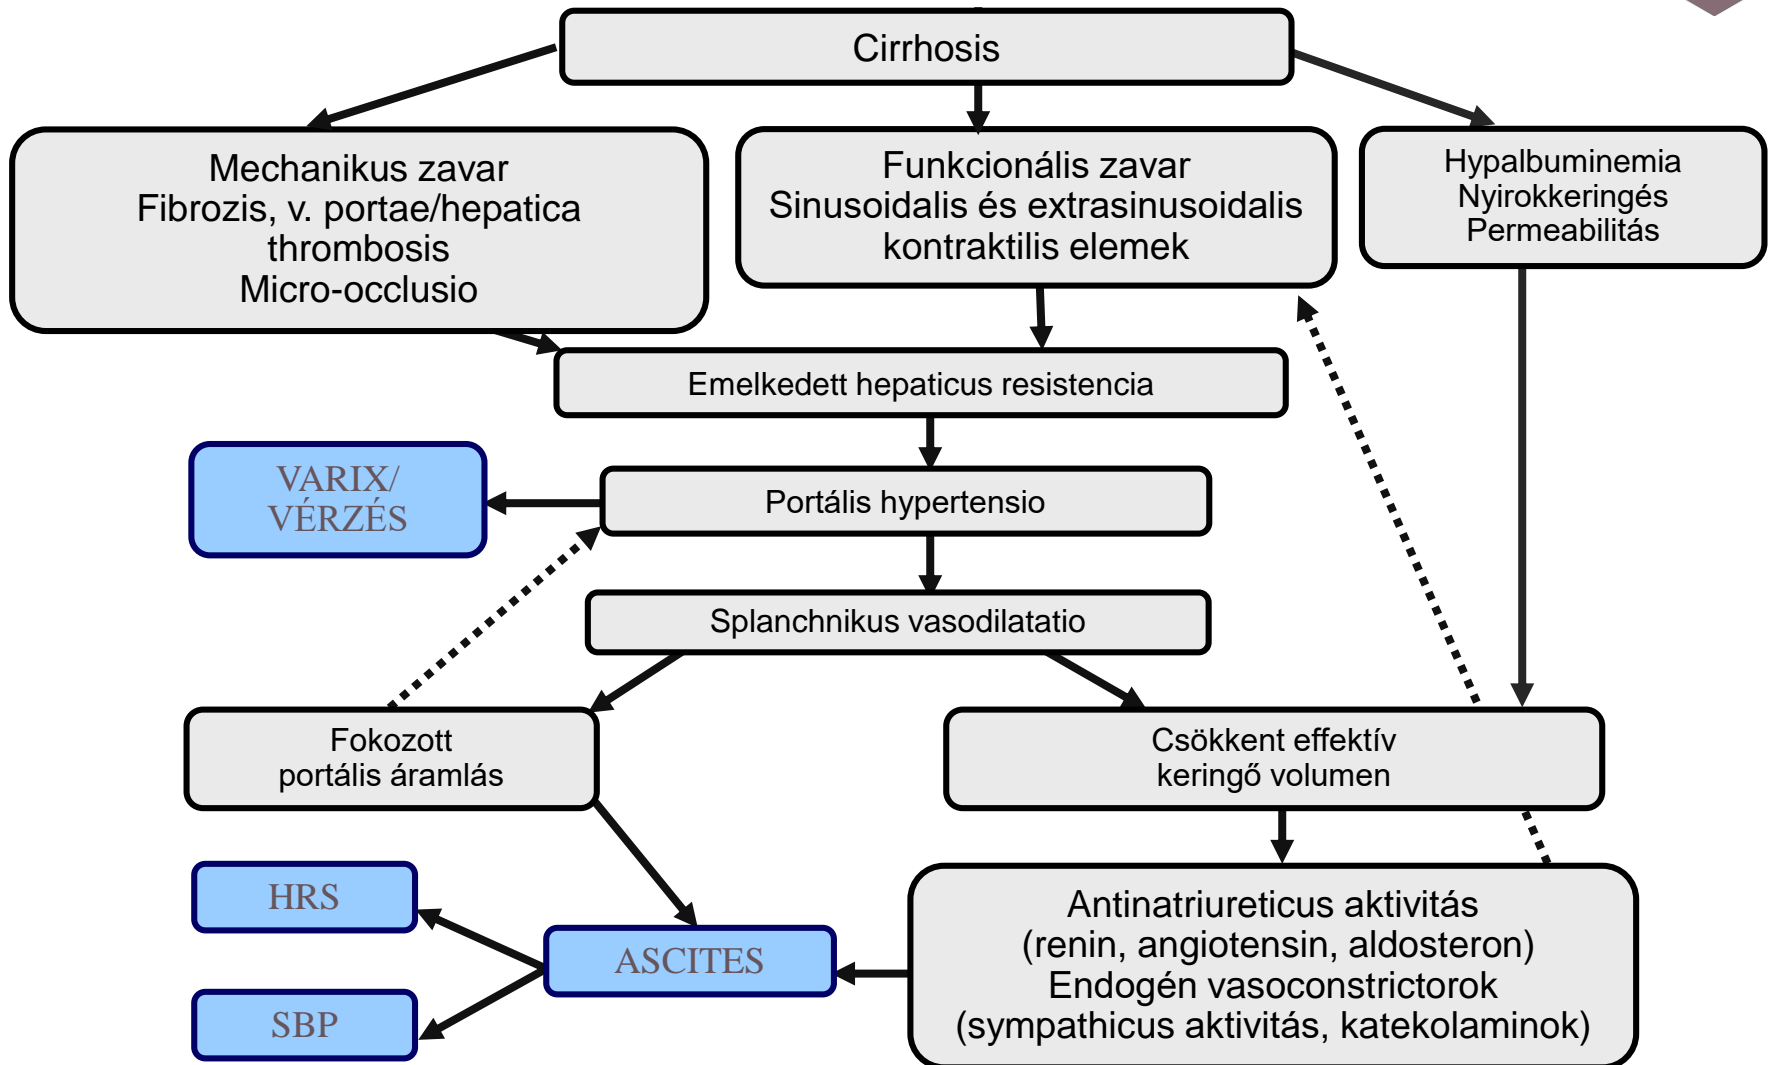 Cirrhosis
Mechanikus zavar
Fibrozis, v. portae/hepatica
thrombosis
Micro-occlusio
Funkcionális zavar
Sinusoidalis és extrasinusoidalis
kontraktilis elemek
Hypalbuminemia
Nyirokkeringés
Permeabilitás
Emelkedett hepaticus resistencia
VARIX/
VÉRZÉS
Portális hypertensio
Splanchnikus vasodilatatio
Fokozott
portális áramlás
Csökkent effektív
keringő volumen
HRS
ASCITES
SBP
Antinatriureticus aktivitás
(renin, angiotensin, aldosteron)
Endogén vasoconstrictorok
(sympathicus aktivitás, katekolaminok)